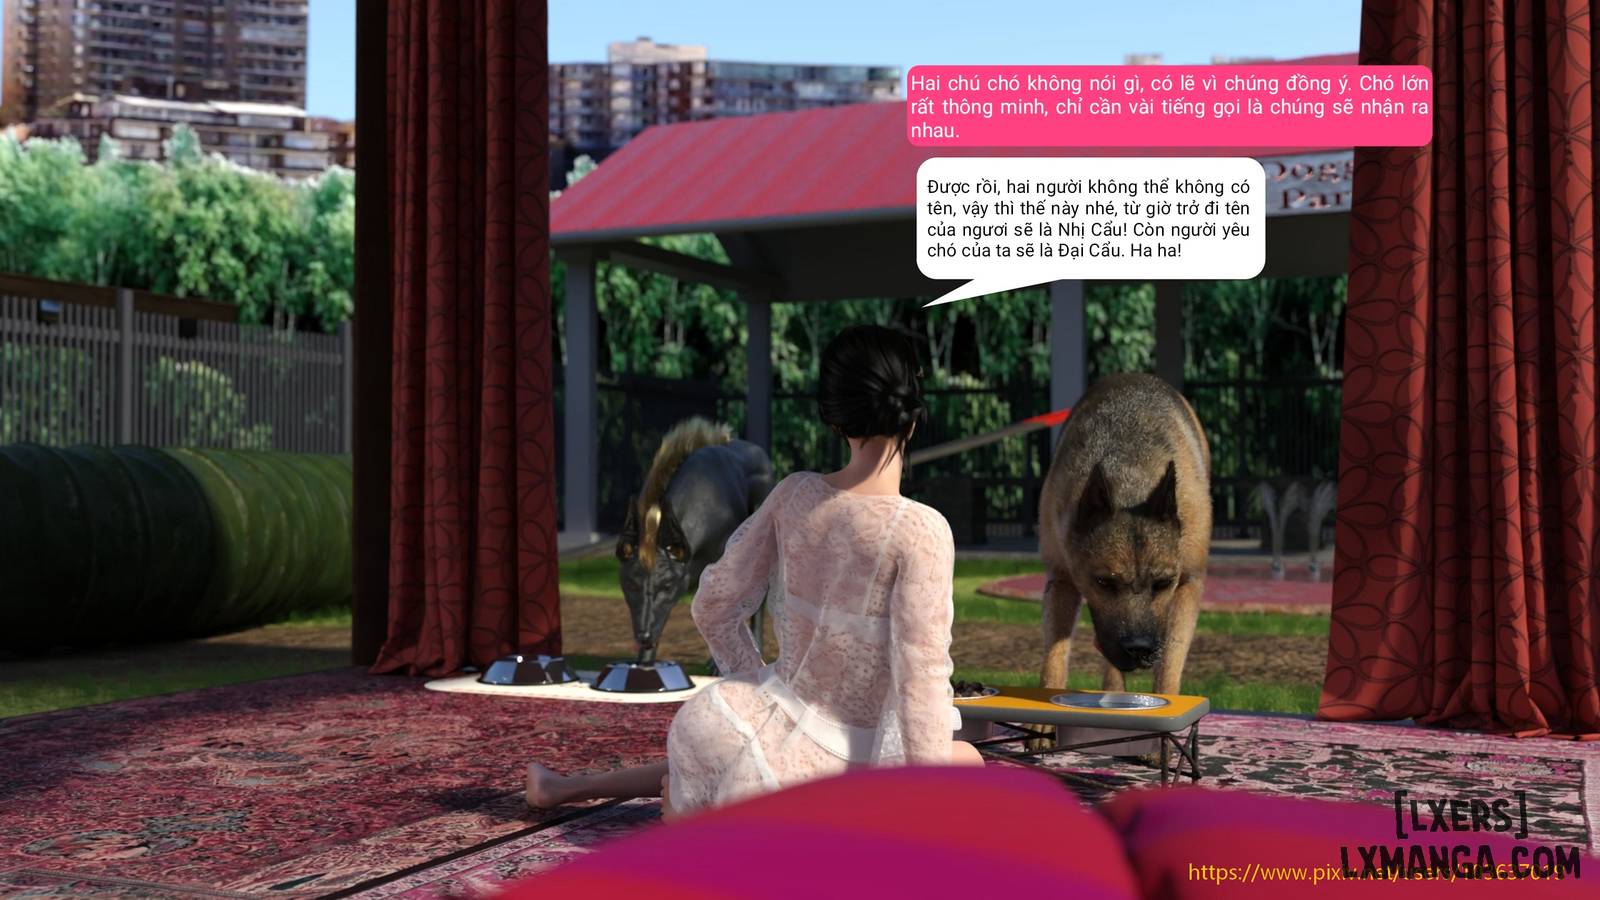 Hai chú chó không nói gì, có lẽ vì chúng đồng ý. Chó lớn
rất thông minh, chỉ cần vài tiếng gọi là chúng sẽ nhận ra
nhau.
Được rồi, hai người không thể không có
tên, vậy thì thế này nhé, từ giờ trở đi tên
của ngươi sẽ là Nhị Cẩu! Còn người yêu
chó của ta sẽ là Đại Cẩu. Ha ha!
[LXERS]
LXMANGA.COM